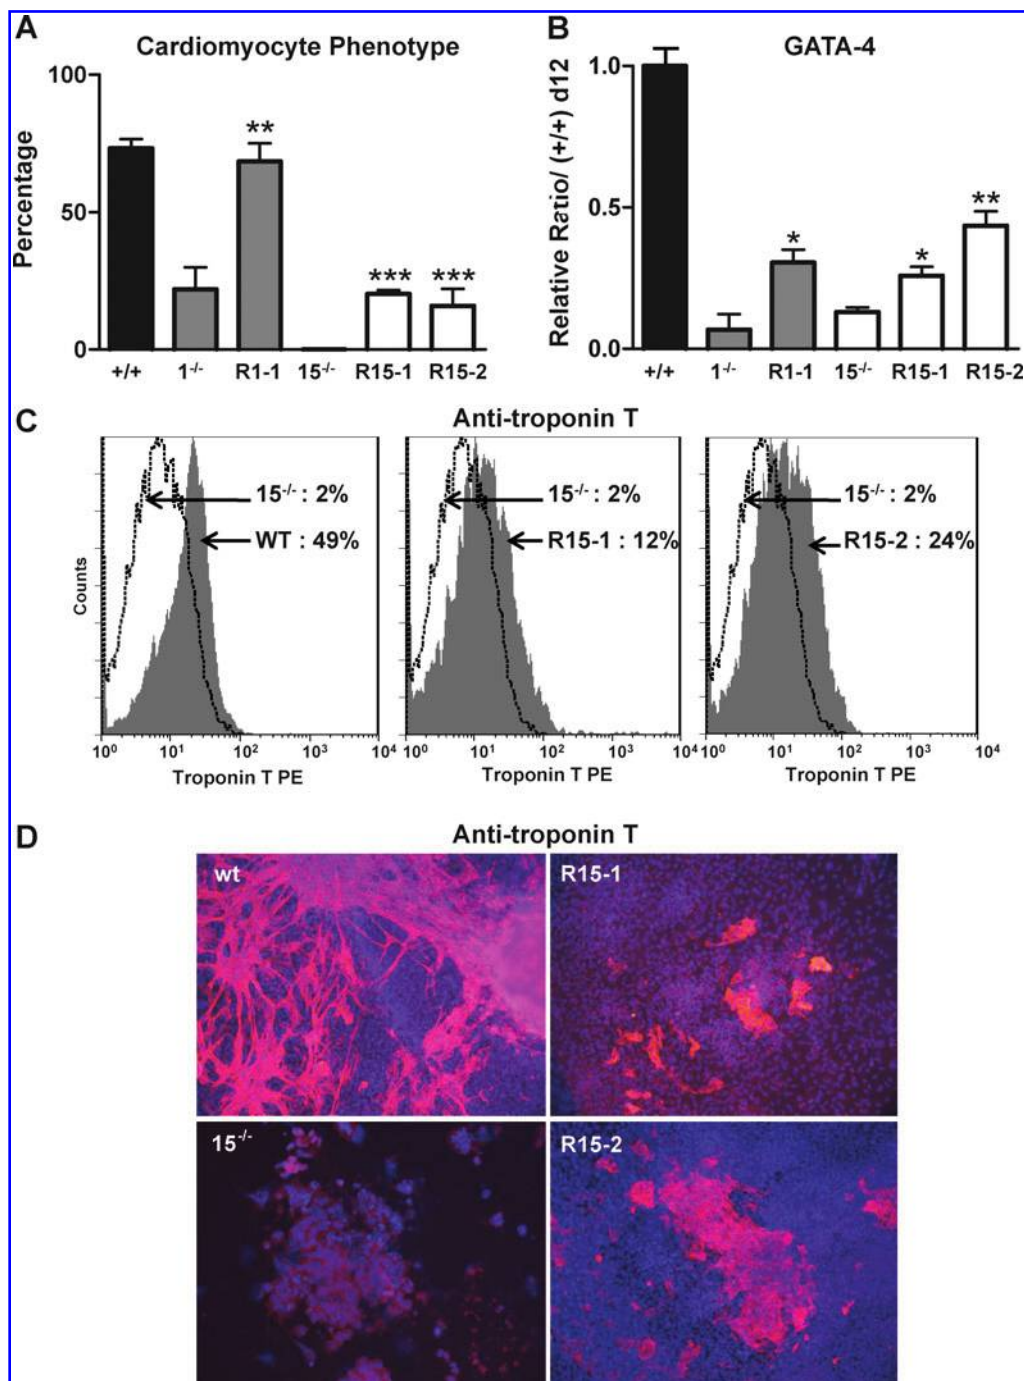 A
Cardiomyocyte Phenotype
Percentage
100
50
0
**
***
***
+/+ 1-/- R1-1 15-/- R15-1 R15-2
B
GATA-4
Relative Ratio/ (+/+) d12
1.0
0.5
0.0
*
*
**
+/+ 1-/- R1-1 15-/- R15-1 R15-2
C
Anti-troponin T
Counts
15-/- : 2%
WT : 49%
10⁰ 10¹ 10² 10³ 10⁴
Troponin T PE
15-/- : 2%
R15-1 : 12%
10⁰ 10¹ 10² 10³ 10⁴
Troponin T PE
15-/- : 2%
R15-2 : 24%
10⁰ 10¹ 10² 10³ 10⁴
Troponin T PE
D
Anti-troponin T
wt
R15-1
15-/-
R15-2